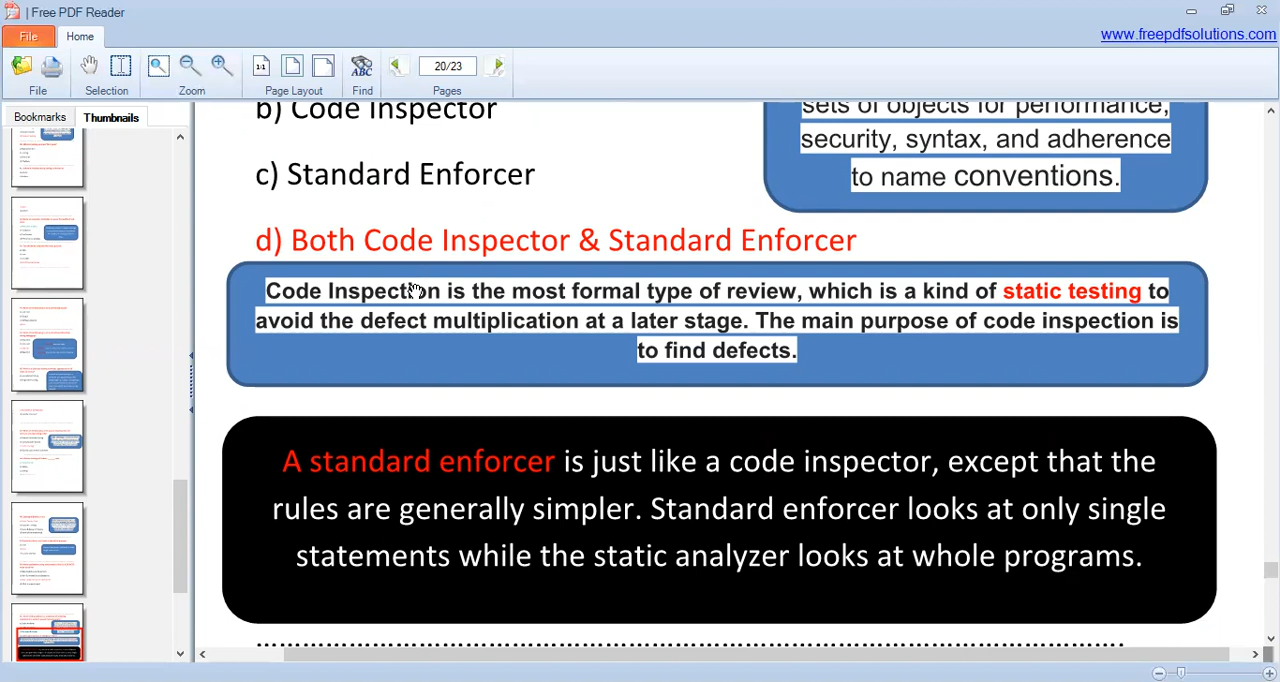 | Free PDF Reader
File
Home
www.freepdfsolutions.com
ABC
1:1
20/23
File
Selection
Zoom
Page Layout
Find
Pages
Bookmarks
Thumbnails
b) Code Inspector
c) Standard Enforcer
d) Both Code Inspector & Standard Enforcer
sets of objects for performance,
security, syntax, and adherence
to name conventions.
Code Inspection is the most formal type of review, which is a kind of static testing to
avoid the defect multiplication at a later stage. The main purpose of code inspection is
to find defects.
A standard enforcer is just like a code inspector, except that the
rules are generally simpler. Standard enforcer looks at only single
statements while the static analyzer looks at whole programs.